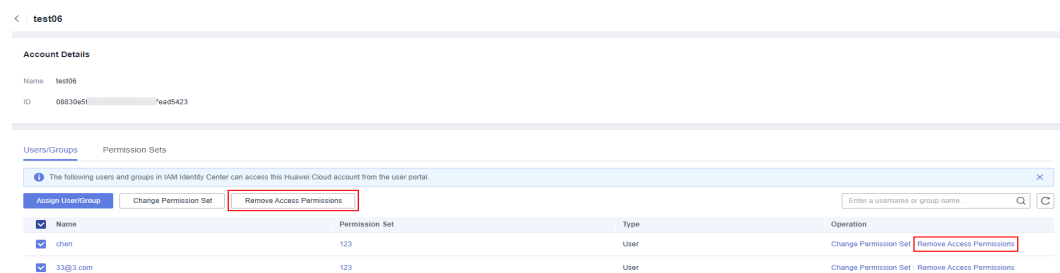 < test06
Account Details
Name test06
ID 08830e5 7ead5423
Users/Groups Permission Sets
The following users and groups in IAM Identity Center can access this Huawei Cloud account from the user portal.
Assign User/Group Change Permission Set Remove Access Permissions Enter a username or group name.
Name Permission Set Type Operation
chen 123 User Change Permission Set Remove Access Permissions
33@3.com 123 User Change Permission Set | Remove Access Permissions